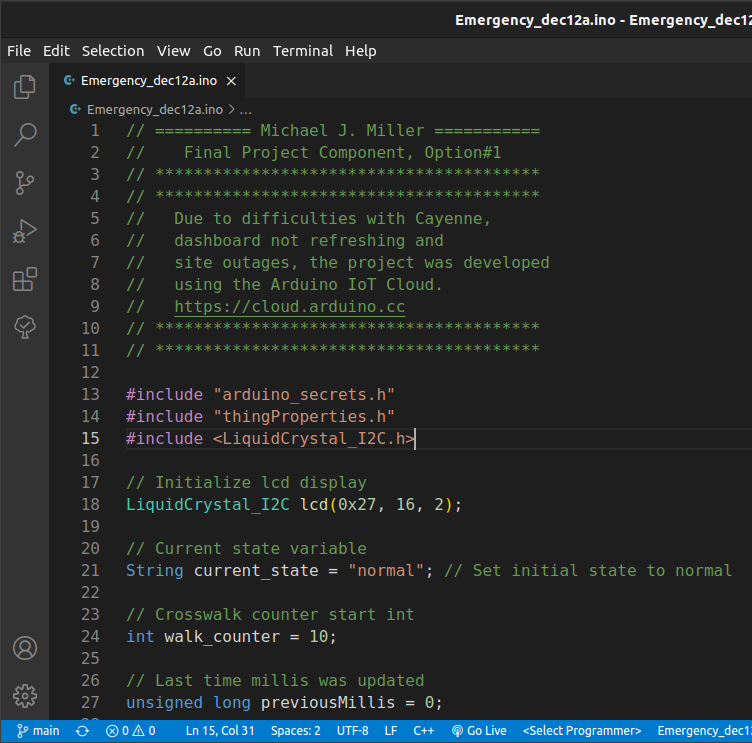 Emergency_dec12a.ino - Emergency_dec12
File Edit Selection View Go Run Terminal Help
Emergency_dec12a.ino ×
Emergency_dec12a.ino > ...
1 // ========== Michael J. Miller ===========
2 //    Final Project Component, Option#1
3 // ****************************************
4 // ****************************************
5 //   Due to difficulties with Cayenne,
6 //   dashboard not refreshing and
7 //   site outages, the project was developed
8 //   using the Arduino IoT Cloud.
9 //   https://cloud.arduino.cc
10 // ****************************************
11 // ****************************************
12
13 #include "arduino_secrets.h"
14 #include "thingProperties.h"
15 #include <LiquidCrystal_I2C.h>
16
17 // Initialize lcd display
18 LiquidCrystal_I2C lcd(0x27, 16, 2);
19
20 // Current state variable
21 String current_state = "normal"; // Set initial state to normal
22
23 // Crosswalk counter start int
24 int walk_counter = 10;
25
26 // Last time millis was updated
27 unsigned long previousMillis = 0;
main 0 0 Ln 15, Col 31 Spaces: 2 UTF-8 LF C++ Go Live <Select Programmer> Emergency_dec1